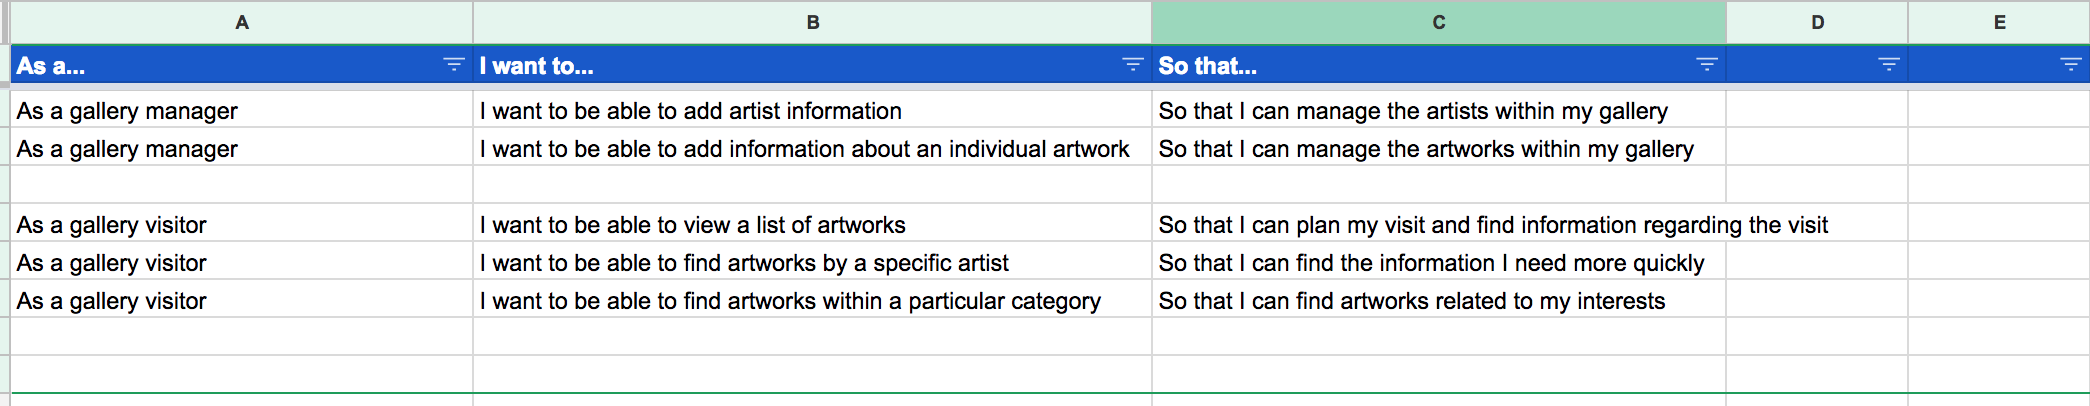 A B C D E
As a... I want to... So that...
As a gallery manager I want to be able to add artist information So that I can manage the artists within my gallery
As a gallery manager I want to be able to add information about an individual artwork So that I can manage the artworks within my gallery
As a gallery visitor I want to be able to view a list of artworks So that I can plan my visit and find information regarding the visit
As a gallery visitor I want to be able to find artworks by a specific artist So that I can find the information I need more quickly
As a gallery visitor I want to be able to find artworks within a particular category So that I can find artworks related to my interests